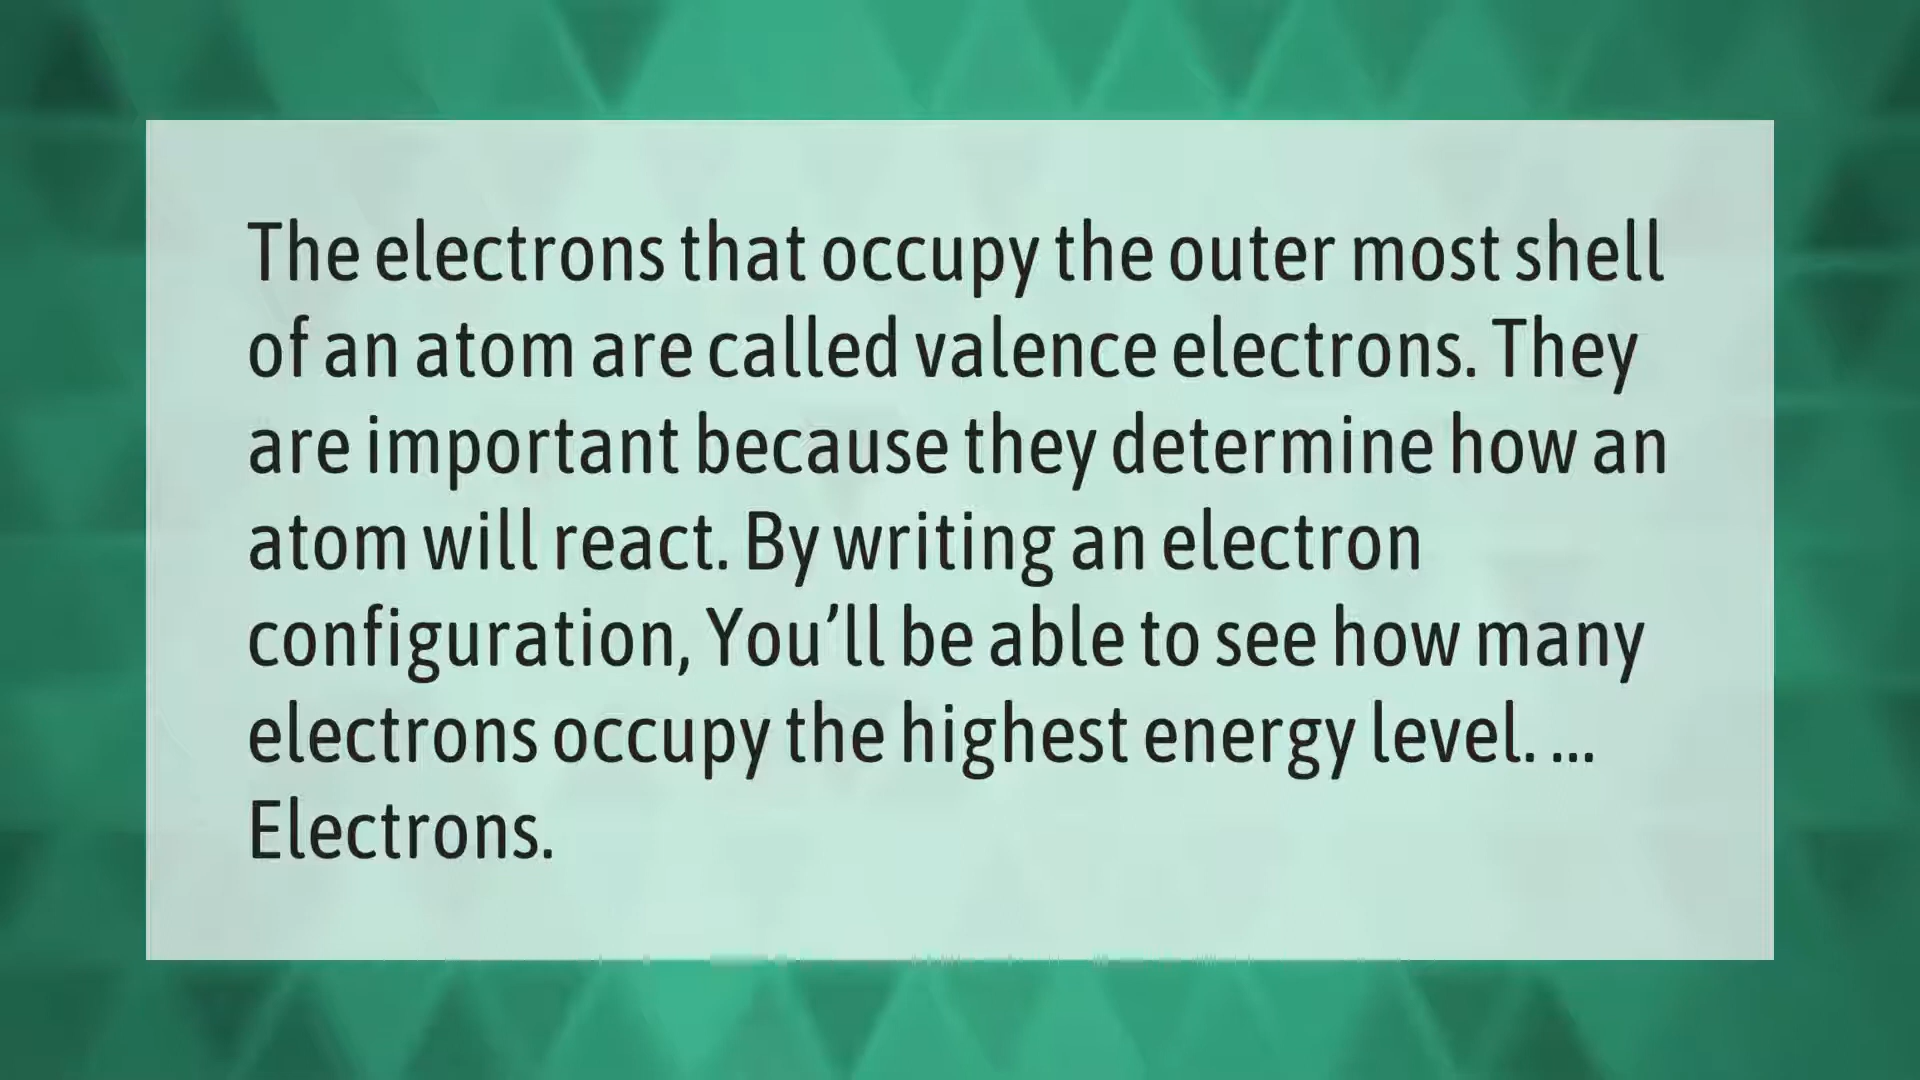 The electrons that occupy the outer most shell
of an atom are called valence electrons. They
are important because they determine how an
atom will react. By writing an electron
configuration, You’ll be able to see how many
electrons occupy the highest energy level. ...
Electrons.